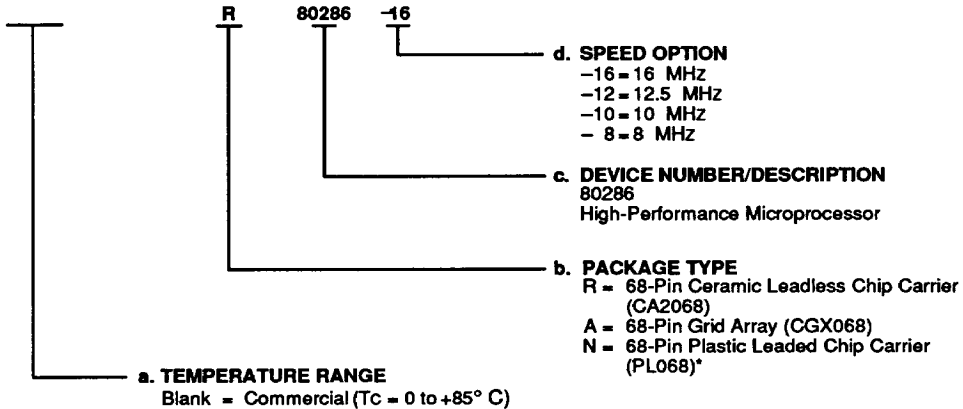 R 80286 –16
d. SPEED OPTION
–16 = 16 MHz
–12 = 12.5 MHz
–10 = 10 MHz
– 8 = 8 MHz
c. DEVICE NUMBER/DESCRIPTION
80286
High-Performance Microprocessor
b. PACKAGE TYPE
R = 68-Pin Ceramic Leadless Chip Carrier
(CA2068)
A = 68-Pin Grid Array (CGX068)
N = 68-Pin Plastic Leaded Chip Carrier
(PL068)*
a. TEMPERATURE RANGE
Blank = Commercial (Tc = 0 to +85° C)